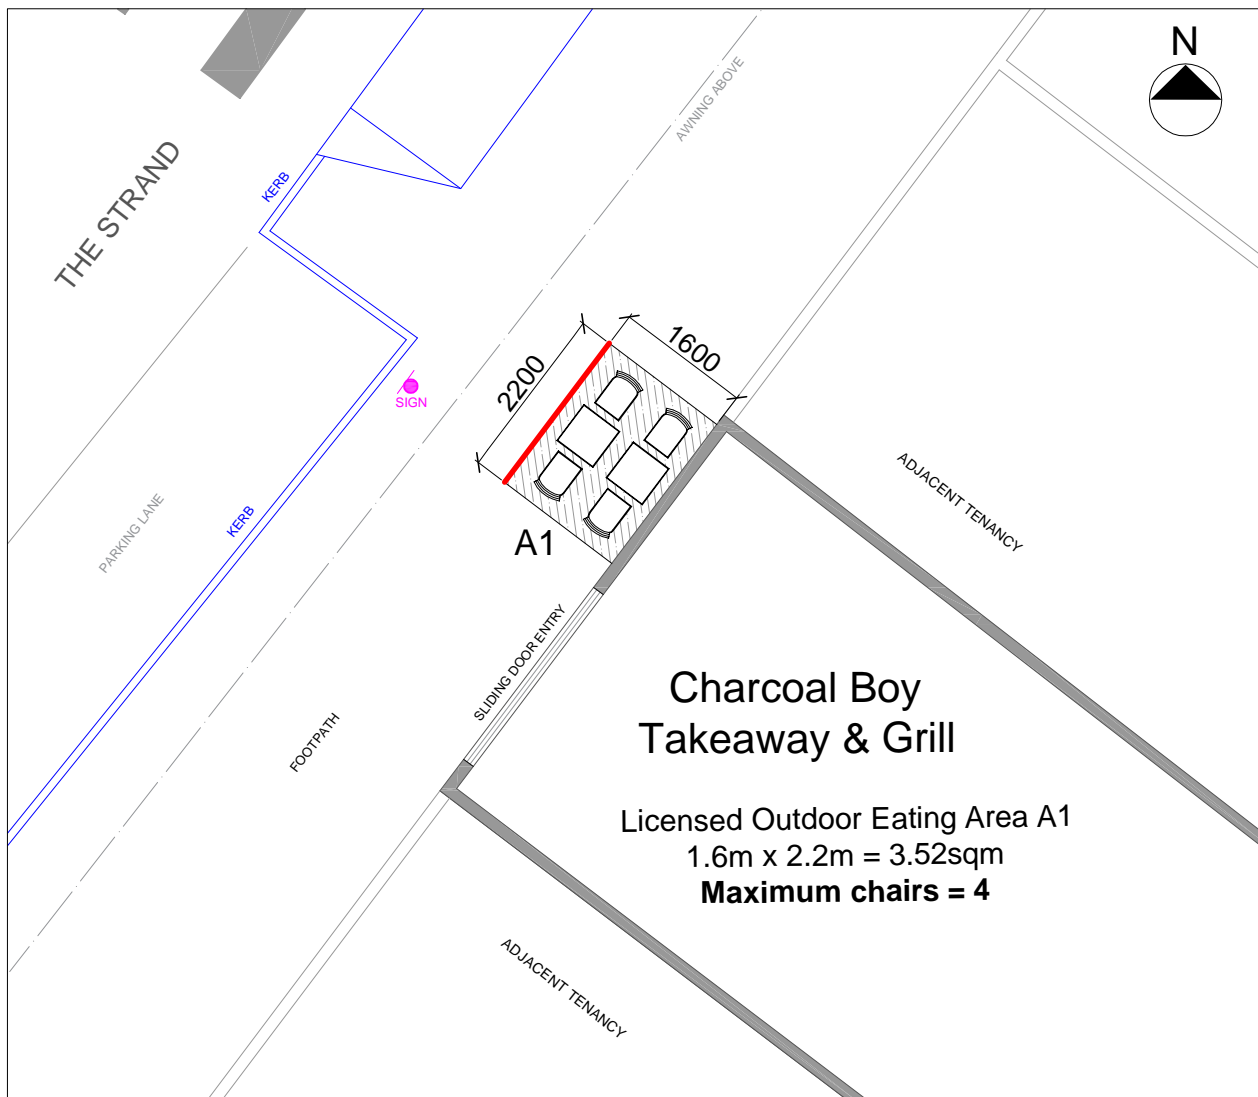 N
AWNING ABOVE
THE STRAND
KERB
1600
2200
SIGN
ADJACENT TENANCY
PARKING LANE
KERB
A1
SLIDING DOOR ENTRY
FOOTPATH
Charcoal Boy
Takeaway & Grill
Licensed Outdoor Eating Area A1
1.6m x 2.2m = 3.52sqm
Maximum chairs = 4
ADJACENT TENANCY